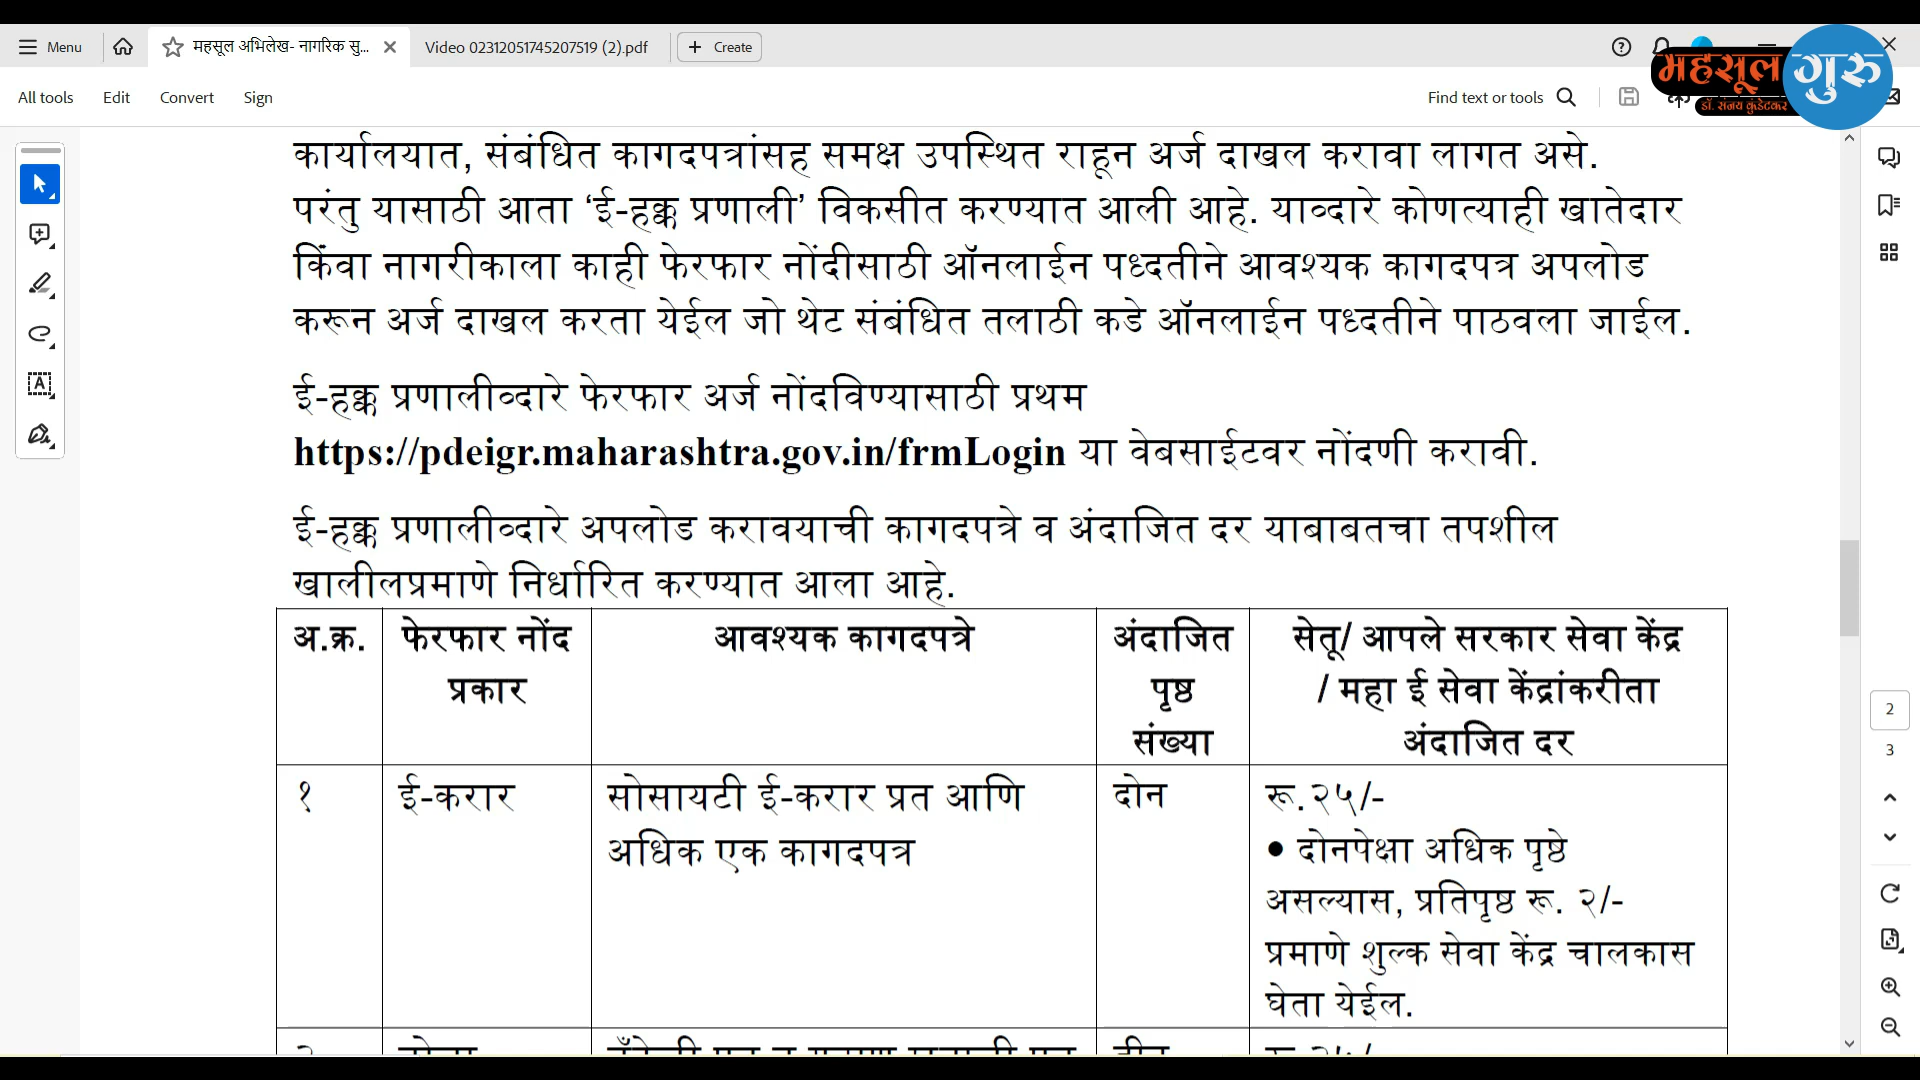 Menu
महसूल अभिलेख- नागरिक सु...
Video 02312051745207519 (2).pdf
Create
महसूल गुरु
डॉ. संजय कुंडेटकर
All tools
Edit
Convert
Sign
Find text or tools
कार्यालयात, संबंधित कागदपत्रांसह समक्ष उपस्थित राहून अर्ज दाखल करावा लागत असे.
परंतु यासाठी आता ‘ई-हक्क प्रणाली’ विकसीत करण्यात आली आहे. याव्दारे कोणत्याही खातेदार
किंवा नागरीकाला काही फेरफार नोंदीसाठी ऑनलाईन पध्दतीने आवश्यक कागदपत्र अपलोड
करून अर्ज दाखल करता येईल जो थेट संबंधित तलाठी कडे ऑनलाईन पध्दतीने पाठवला जाईल.
ई-हक्क प्रणालीव्दारे फेरफार अर्ज नोंदविण्यासाठी प्रथम
https://pdeigr.maharashtra.gov.in/frmLogin या वेबसाईटवर नोंदणी करावी.
ई-हक्क प्रणालीव्दारे अपलोड करावयाची कागदपत्रे व अंदाजित दर याबाबतचा तपशील
खालीलप्रमाणे निर्धारित करण्यात आला आहे.
अ.क्र.
फेरफार नोंद
प्रकार
आवश्यक कागदपत्रे
अंदाजित
पृष्ठ
संख्या
सेतू/ आपले सरकार सेवा केंद्र
/ महा ई सेवा केंद्रांकरीता
अंदाजित दर
१
ई-करार
सोसायटी ई-करार प्रत आणि
अधिक एक कागदपत्र
दोन
रू.२५/-
• दोनपेक्षा अधिक पृष्ठे
असल्यास, प्रतिपृष्ठ रू. २/-
प्रमाणे शुल्क सेवा केंद्र चालकास
घेता येईल.
2
3